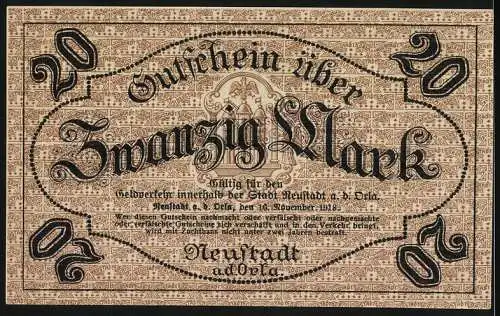 20 20
Gutschein über
Zwanzig Mark
Gültig für den
Geldverkehr innerhalb der Stadt Neustadt a. d. Orla.
Neustadt a. d. Orla, den 16. November 1918.
Wer diesen Gutschein nachmacht oder verfälscht oder nachgemachte
oder verfälschte Gutscheine sich verschafft und in den Verkehr bringt,
wird mit Zuchthaus nicht unter zwei Jahren bestraft.
Neustadt
a.d.Orla.
20 20